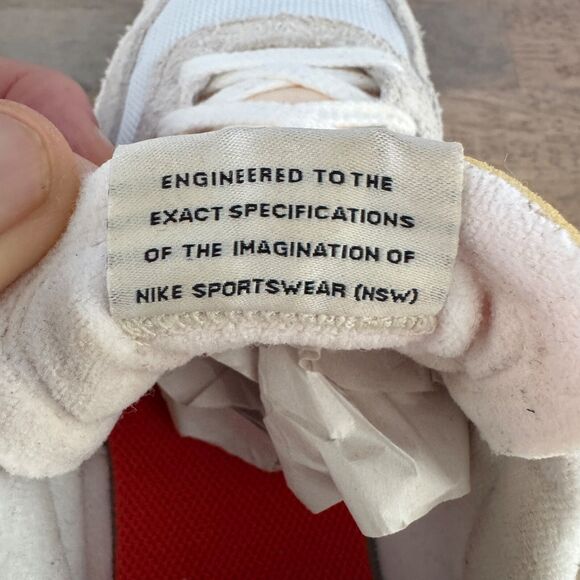 ENGINEERED TO THE
EXACT SPECIFICATIONS
OF THE IMAGINATION OF
NIKE SPORTSWEAR (NSW)